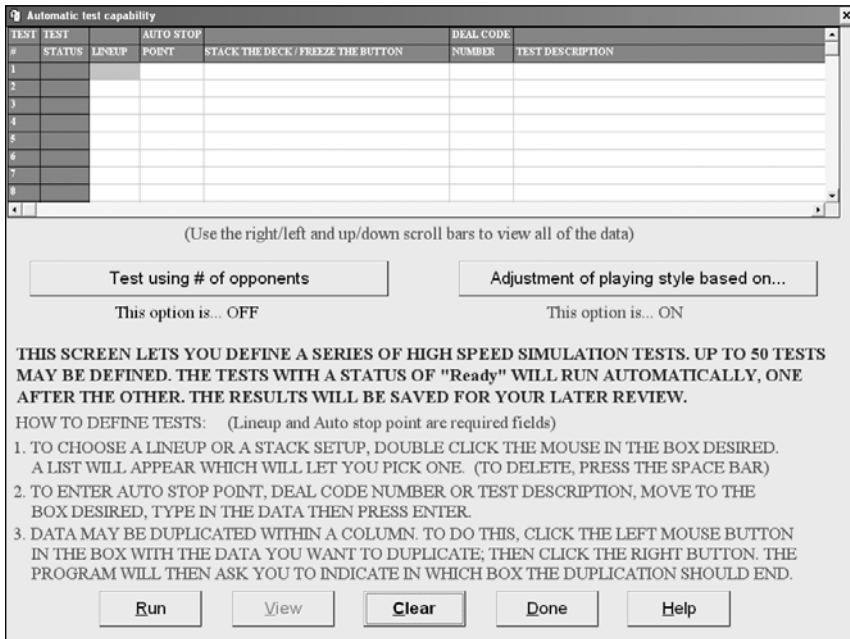 Automatic test capability
TEST TEST AUTO STOP DEAL CODE
# STATUS LINEUP POINT STACK THE DECK / FREEZE THE BUTTON NUMBER TEST DESCRIPTION
1
2
3
4
5
6
7
8
(Use the right/left and up/down scroll bars to view all of the data)
Test using # of opponents Adjustment of playing style based on...
This option is... OFF This option is... ON
THIS SCREEN LETS YOU DEFINE A SERIES OF HIGH SPEED SIMULATION TESTS. UP TO 50 TESTS
MAY BE DEFINED. THE TESTS WITH A STATUS OF "Ready" WILL RUN AUTOMATICALLY, ONE
AFTER THE OTHER. THE RESULTS WILL BE SAVED FOR YOUR LATER REVIEW.
HOW TO DEFINE TESTS: (Lineup and Auto stop point are required fields)
1. TO CHOOSE A LINEUP OR A STACK SETUP, DOUBLE CLICK THE MOUSE IN THE BOX DESIRED.
A LIST WILL APPEAR WHICH WILL LET YOU PICK ONE. (TO DELETE, PRESS THE SPACE BAR)
2. TO ENTER AUTO STOP POINT, DEAL CODE NUMBER OR TEST DESCRIPTION, MOVE TO THE
BOX DESIRED, TYPE IN THE DATA THEN PRESS ENTER.
3. DATA MAY BE DUPLICATED WITHIN A COLUMN. TO DO THIS, CLICK THE LEFT MOUSE BUTTON
IN THE BOX WITH THE DATA YOU WANT TO DUPLICATE; THEN CLICK THE RIGHT BUTTON. THE
PROGRAM WILL THEN ASK YOU TO INDICATE IN WHICH BOX THE DUPLICATION SHOULD END.
Run View Clear Done Help